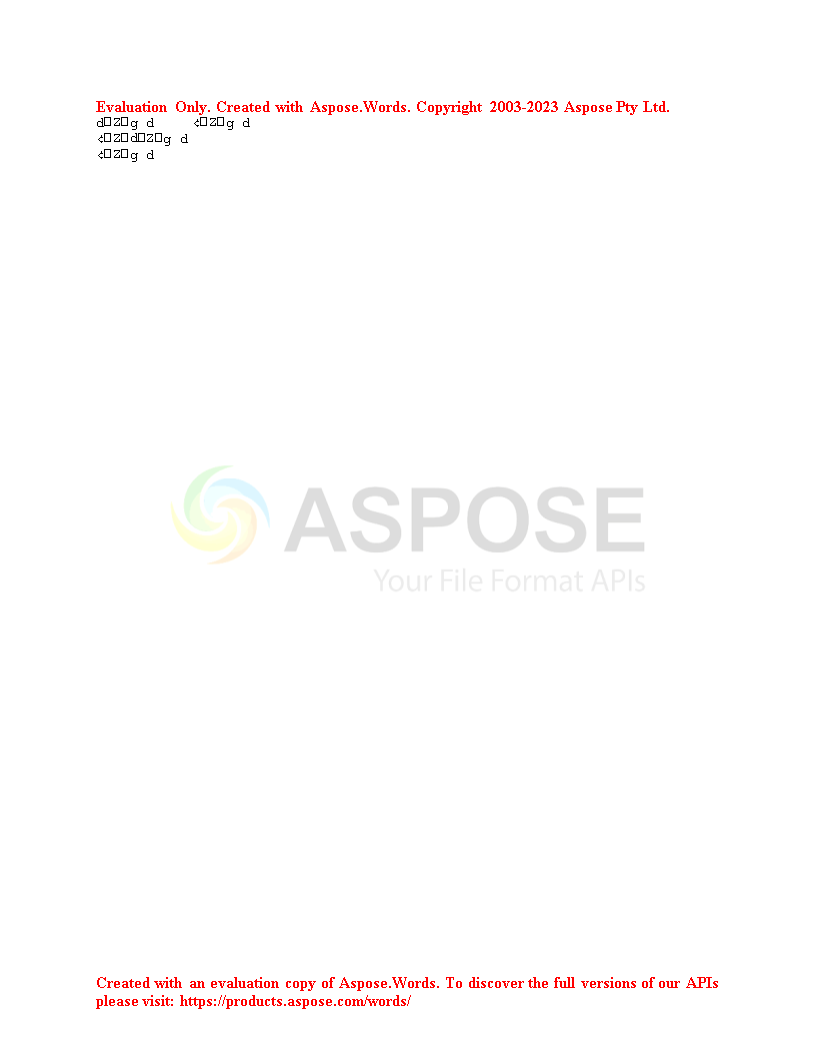 Evaluation Only. Created with Aspose.Words. Copyright 2003-2023 Aspose Pty Ltd.
d□Z□g d ¢□Z□g d
¢□Z□d□Z□g d
¢□Z□g d
ASPOSE
Your File Format APIs
Created with an evaluation copy of Aspose.Words. To discover the full versions of our APIs
please visit: https://products.aspose.com/words/